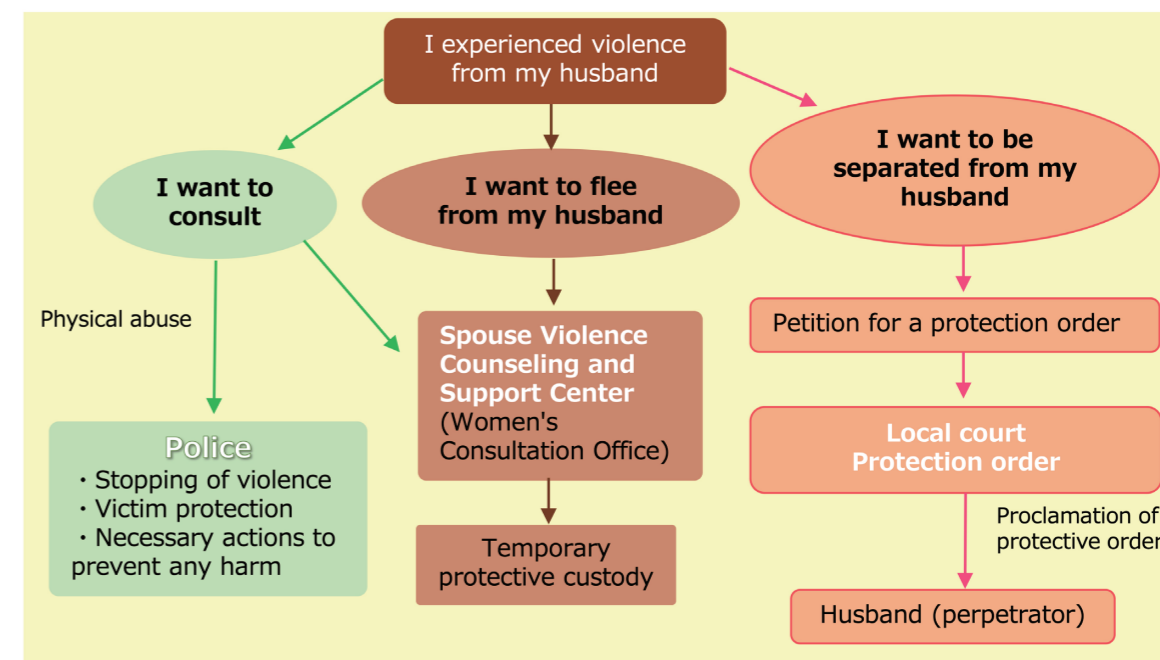 I experienced violence
from my husband
I want to
consult
I want to flee
from my husband
I want to be
separated from my
husband
Physical abuse
Police
・Stopping of violence
・Victim protection
・Necessary actions to
prevent any harm
Spouse Violence
Counseling and
Support Center
(Women's
Consultation Office)
Temporary
protective custody
Petition for a protection order
Local court
Protection order
Proclamation of
protective order
Husband (perpetrator)